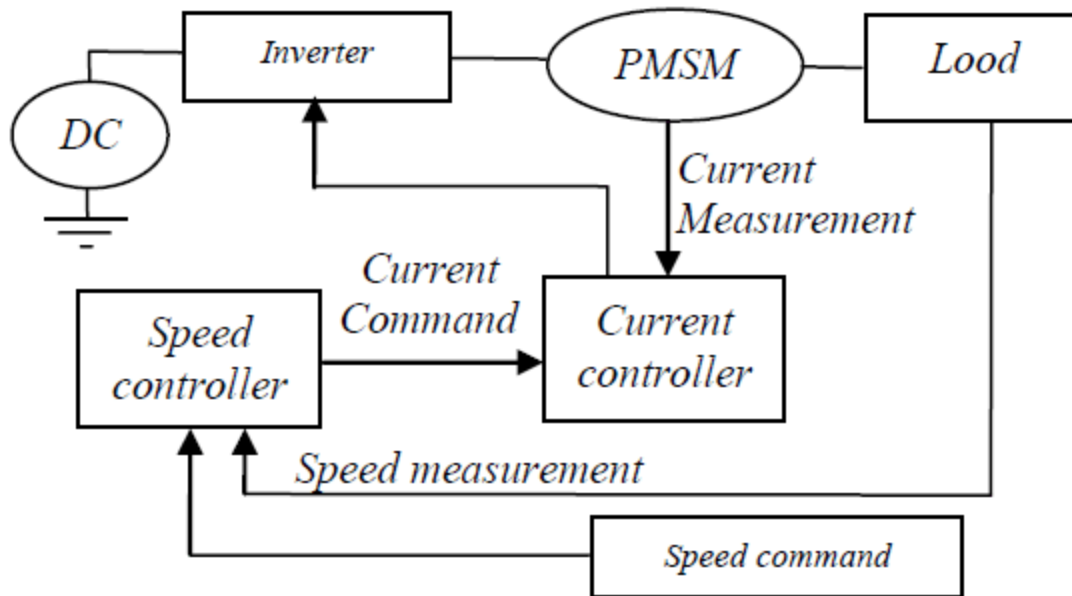 Inverter
PMSM
Lood
DC
Current
Measurement
Current
Command
Speed
controller
Current
controller
Speed measurement
Speed command